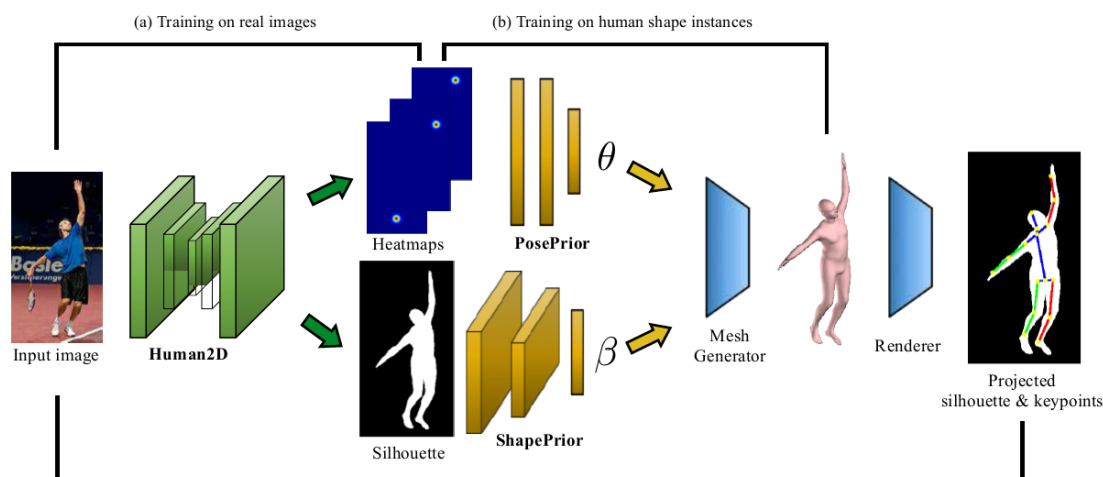 (a) Training on real images
(b) Training on human shape instances
Input image
Basler
Human2D
Heatmaps
Silhouette
PosePrior
θ
ShapePrior
β
Mesh
Generator
Renderer
Projected
silhouette & keypoints